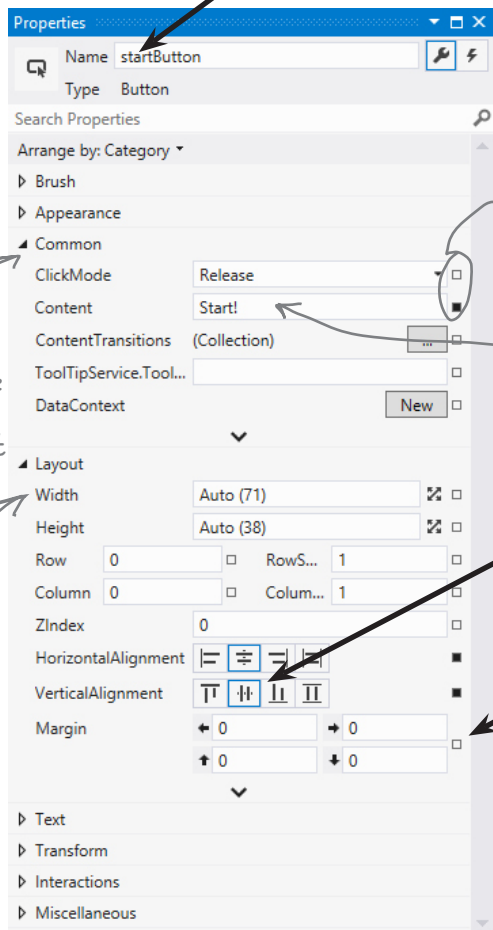 Properties
Name startButton
Type Button
Search Properties
Arrange by: Category
Brush
Appearance
Common
ClickMode Release
Content Start!
ContentTransitions (Collection) ...
ToolTipService.Tool...
DataContext New
Layout
Width Auto (71)
Height Auto (38)
Row 0 RowS... 1
Column 0 Colum... 1
ZIndex 0
HorizontalAlignment
VerticalAlignment
Margin 0 0
0 0
Text
Transform
Interactions
Miscellaneous